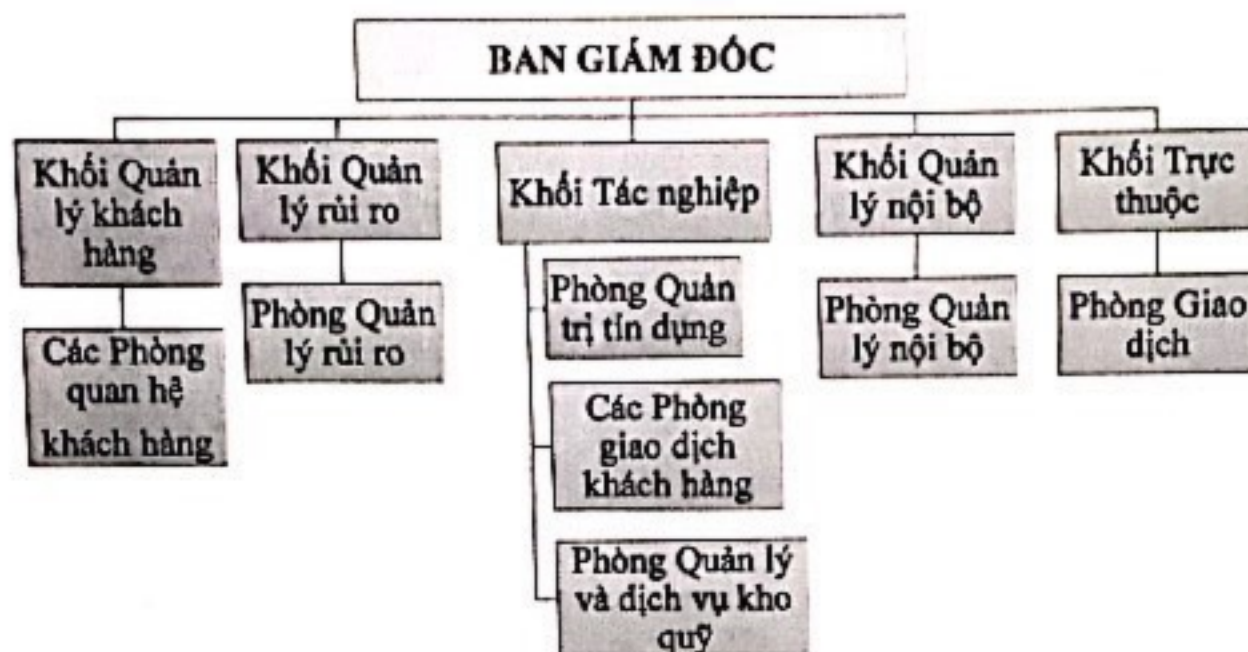 BAN GIÁM ĐỐC
Khối Quản
lý khách
hàng
Khối Quản
lý rủi ro
Khối Tác nghiệp
Khối Quản
lý nội bộ
Khối Trực
thuộc
Các Phòng
quan hệ
khách hàng
Phòng Quản
lý rủi ro
Phòng Quản
trị tín dụng
Các Phòng
giao dịch
khách hàng
Phòng Quản lý
và dịch vụ kho
quỹ
Phòng Quản
lý nội bộ
Phòng Giao
dịch